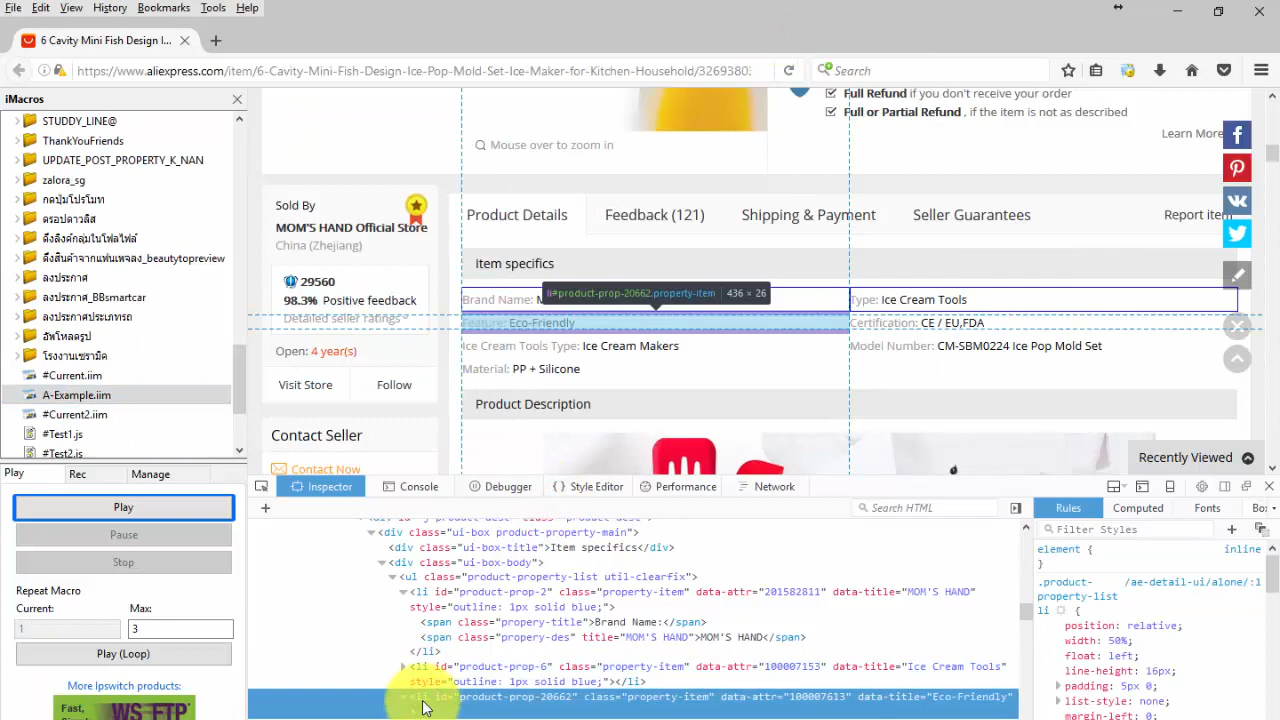 File Edit View History Bookmarks Tools Help
6 Cavity Mini Fish Design I...
https://www.aliexpress.com/item/6-Cavity-Mini-Fish-Design-Ice-Pop-Mold-Set-Ice-Maker-for-Kitchen-Household/3269380
Search
iMacros
STUDDY_LINE@
ThankYouFriends
UPDATE_POST_PROPERTY_K_NAN
zalora_sg
กดปุ่มโปรโมท
ดรอปดาวลิส
ดึงลิงค์กลุ่มในโฟลไฟล์
ดึงสินค้าจากแฟนเพจลง_beautytopreview
ลงประกาศ
ลงประกาศ_BBsmartcar
ลงประกาศประเภทรถ
อัพโหลดรูป
โรงงานเซรามิค
#Current.iim
A-Example.iim
#Current2.iim
#Test1.js
#Test2.js
Play Rec Manage
Play
Pause
Stop
Repeat Macro
Current: Max:
1 3
Play (Loop)
More Ipswitch products:
Fast,
WS_FTP
Full Refund if you don't receive your order
Full or Partial Refund , if the item is not as described
Learn More
Mouse over to zoom in
Sold By
MOM'S HAND Official Store
China (Zhejiang)
29560
98.3% Positive feedback
Detailed seller ratings
Open: 4 year(s)
Visit Store Follow
Contact Seller
Contact Now
Product Details Feedback (121) Shipping & Payment Seller Guarantees Report item
Item specifics
li#product-prop-20662.property-item 436 × 26
Brand Name: M Type: Ice Cream Tools
Feature: Eco-Friendly Certification: CE / EU,FDA
Ice Cream Tools Type: Ice Cream Makers Model Number: CM-SBM0224 Ice Pop Mold Set
Material: PP + Silicone
Product Description
Recently Viewed
Inspector Console Debugger Style Editor Performance Network
Search HTML
Rules Computed Fonts Bo
Filter Styles
<div class="ui-box product-property-main">
<div class="ui-box-title">Item specifics</div>
<div class="ui-box-body">
<ul class="product-property-list util-clearfix">
<li id="product-prop-2" class="property-item" data-attr="201582811" data-title="MOM'S HAND"
style="outline: 1px solid blue;">
<span class="propery-title">Brand Name:</span>
<span class="propery-des" title="MOM'S HAND">MOM'S HAND</span>
</li>
<li id="product-prop-6" class="property-item" data-attr="100007153" data-title="Ice Cream Tools"
style="outline: 1px solid blue;"></li>
<li id="product-prop-20662" class="property-item" data-attr="100007613" data-title="Eco-Friendly"
element { inline
}
.product- /ae-detail-ui/alone/:1
property-list
li {
position: relative;
width: 50%;
float: left;
line-height: 16px;
padding: 5px 0;
list-style: none;
margin-left: 0